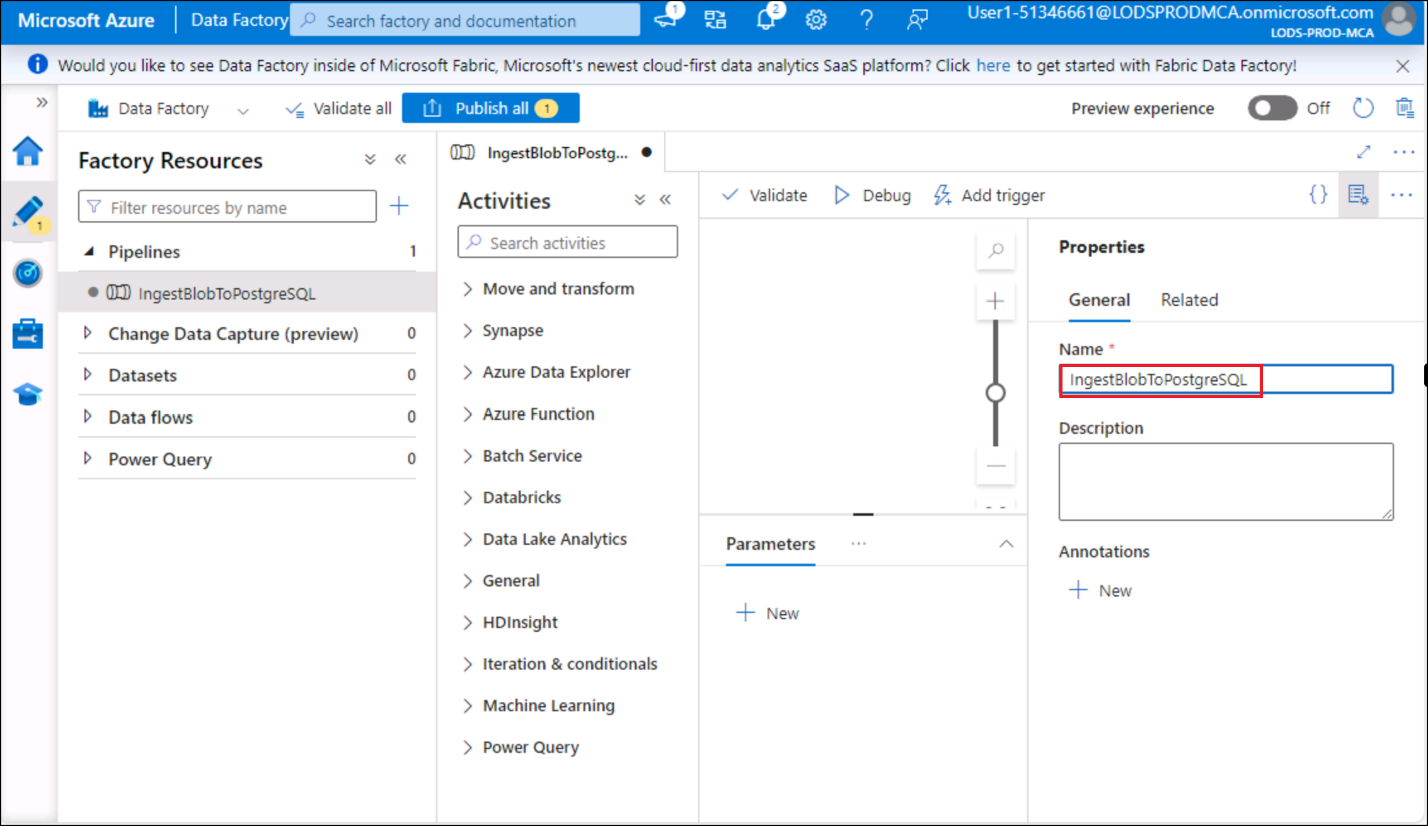 Microsoft Azure
Data Factory
Search factory and documentation
1
2
User1-51346661@LODSPRODMCA.onmicrosoft.com
LODS-PROD-MCA
Would you like to see Data Factory inside of Microsoft Fabric, Microsoft's newest cloud-first data analytics SaaS platform? Click here to get started with Fabric Data Factory!
Data Factory
Validate all
Publish all 1
Preview experience
Off
1
Factory Resources
Filter resources by name
Pipelines 1
IngestBlobToPostgreSQL
Change Data Capture (preview) 0
Datasets 0
Data flows 0
Power Query 0
IngestBlobToPostg...
Activities
Search activities
Move and transform
Synapse
Azure Data Explorer
Azure Function
Batch Service
Databricks
Data Lake Analytics
General
HDInsight
Iteration & conditionals
Machine Learning
Power Query
Validate
Debug
Add trigger
{}
Parameters
New
Properties
General
Related
Name *
IngestBlobToPostgreSQL
Description
Annotations
New